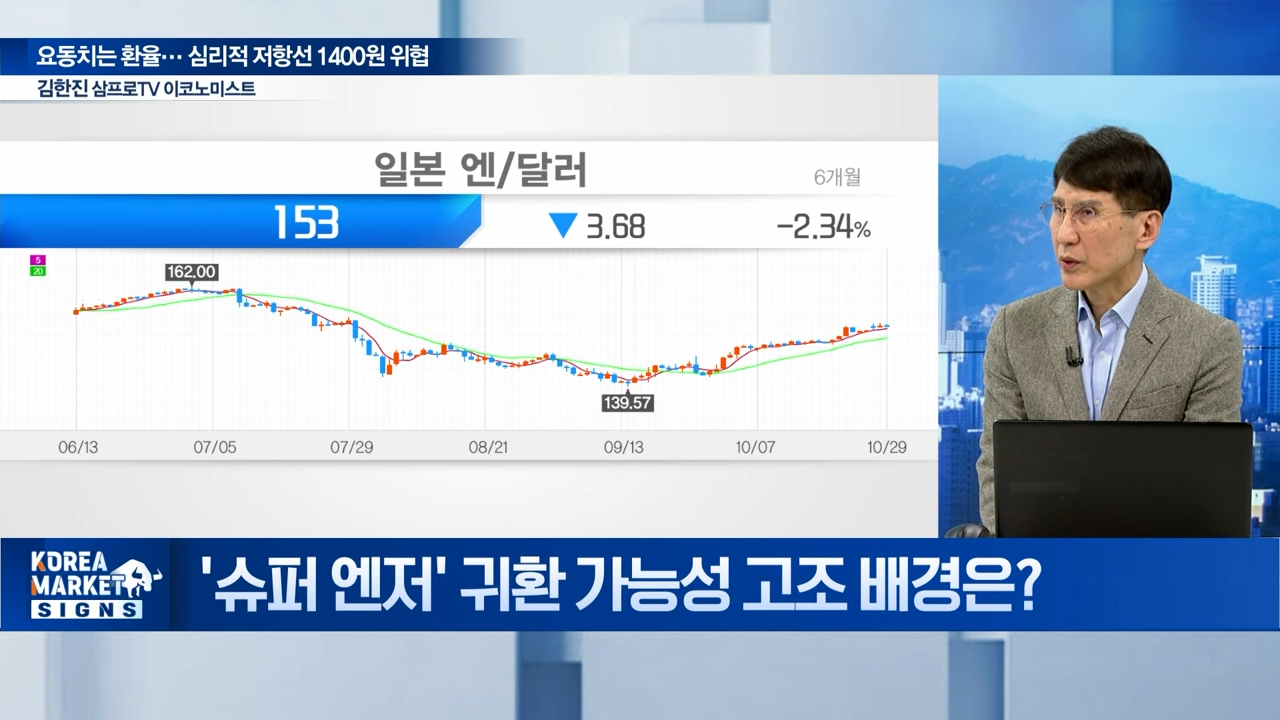 요동치는 환율… 심리적 저항선 1400원 위협
김한진 삼프로TV 이코노미스트
일본 엔/달러
6개월
153 ▼ 3.68 -2.34%
5
20
162.00
139.57
06/13 07/05 07/29 08/21 09/13 10/07 10/29
KOREA
MARKET
SIGNS
'슈퍼 엔저' 귀환 가능성 고조 배경은?